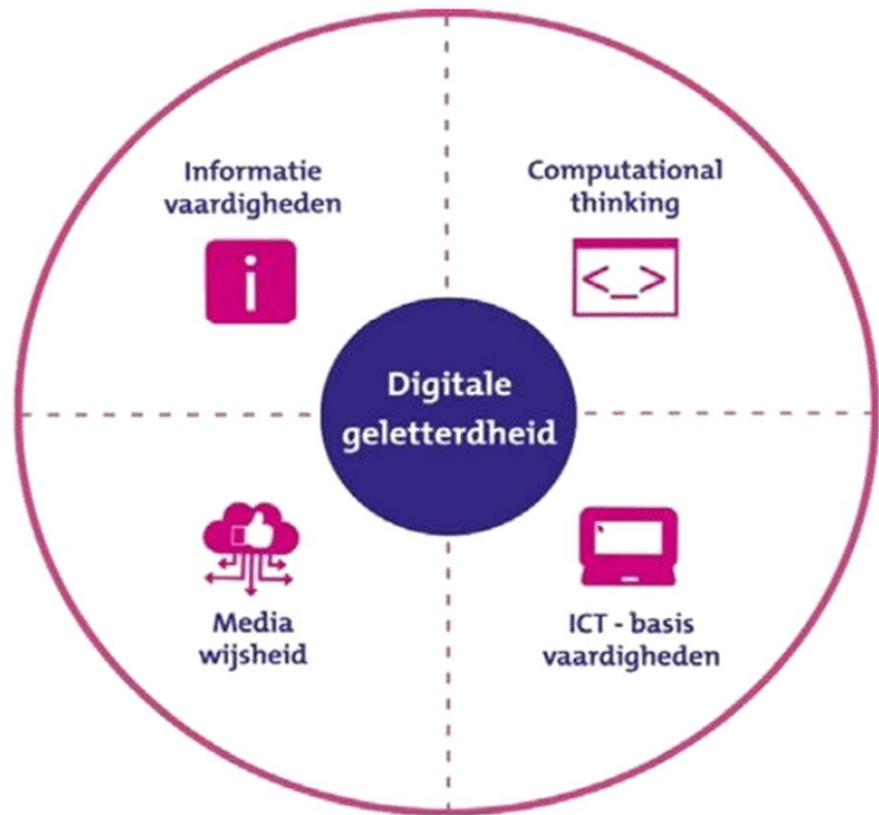 Informatie
vaardigheden
i
Computational
thinking
<_>
Digitale
geletterdheid
Media
wijsheid
ICT - basis
vaardigheden